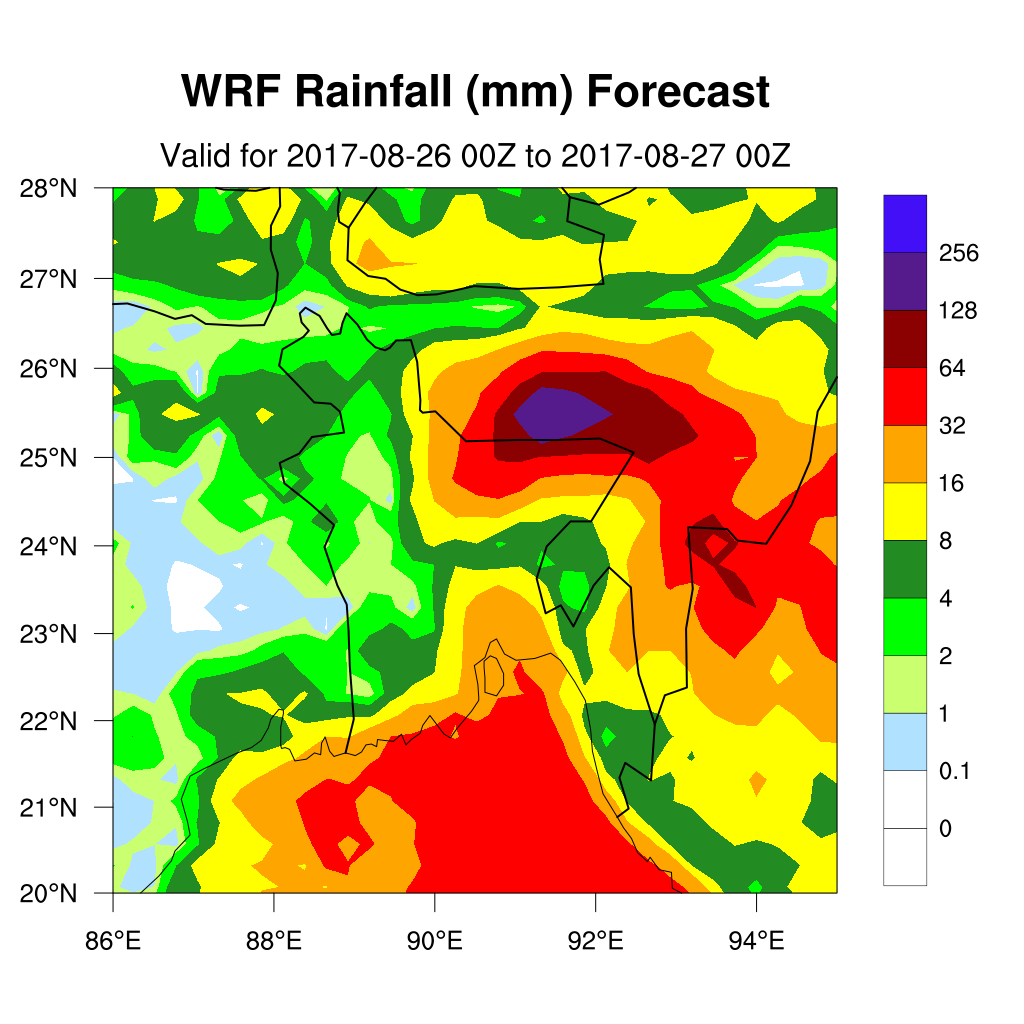 WRF Rainfall (mm) Forecast
Valid for 2017-08-26 00Z to 2017-08-27 00Z
28°N
27°N
26°N
25°N
24°N
23°N
22°N
21°N
20°N
86°E
88°E
90°E
92°E
94°E
256
128
64
32
16
8
4
2
1
0.1
0